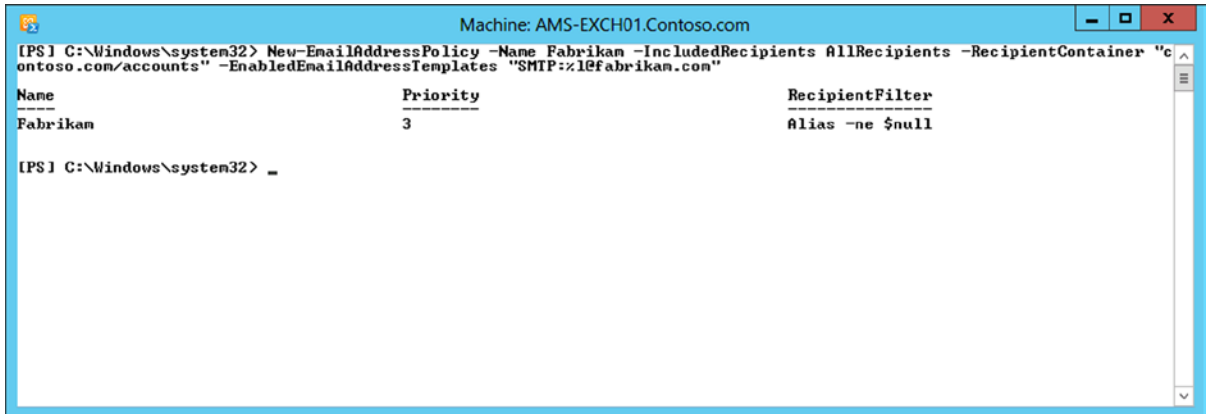 Machine: AMS-EXCH01.Contoso.com
[PS] C:\Windows\system32> New-EmailAddressPolicy -Name Fabrikam -IncludedRecipients AllRecipients -RecipientContainer "c
ontoso.com/accounts" -EnabledEmailAddressTemplates "SMTP:%1@fabrikam.com"
Name Priority RecipientFilter
---- -------- ---------------
Fabrikam 3 Alias -ne $null
[PS] C:\Windows\system32> _